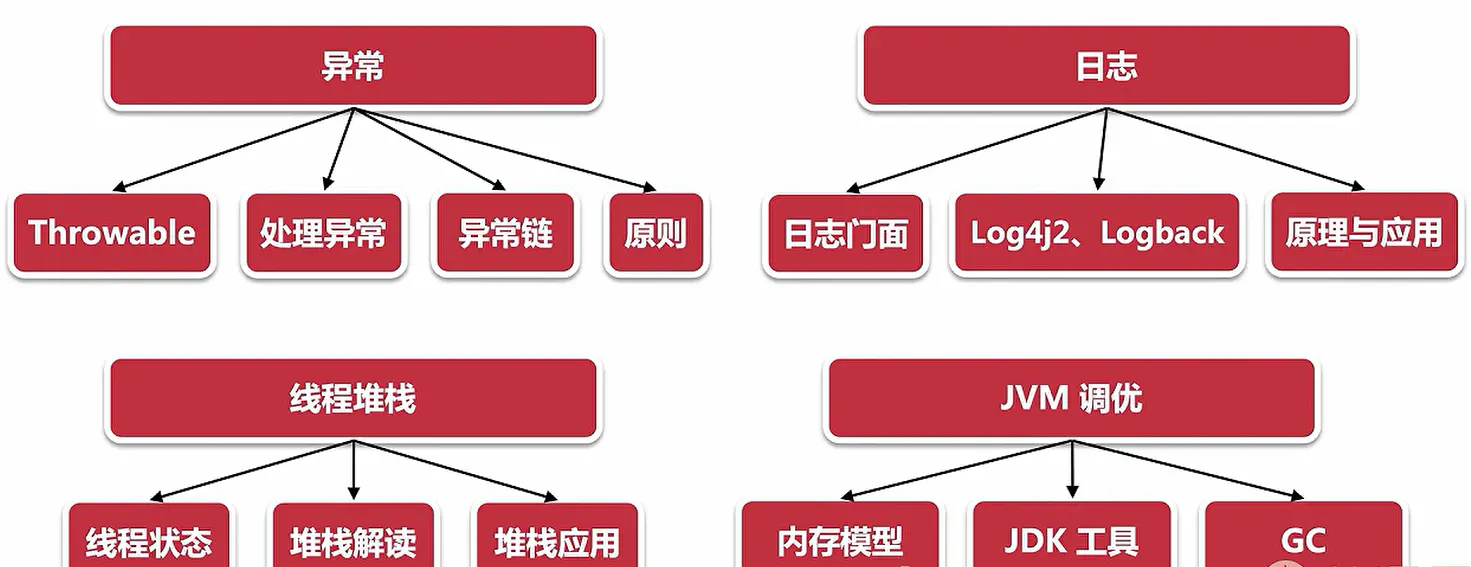 异常
日志
Throwable
处理异常
异常链
原则
日志门面
Log4j2、Logback
原理与应用
线程堆栈
JVM 调优
线程状态
堆栈解读
堆栈应用
内存模型
JDK 工具
GC